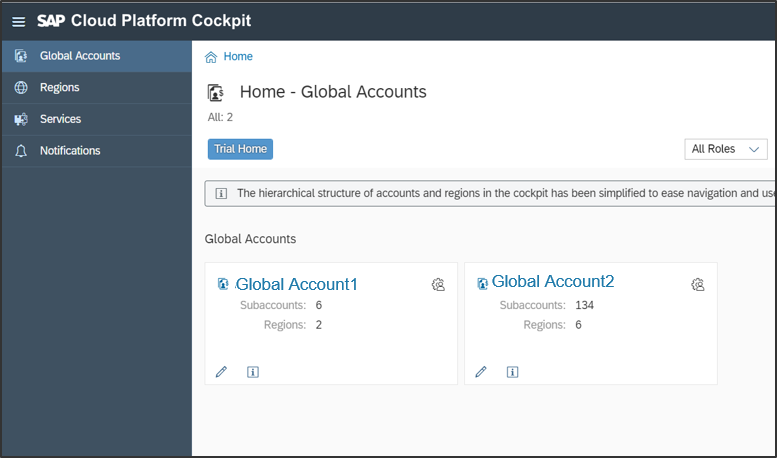 SAP Cloud Platform Cockpit
Global Accounts
Regions
Services
Notifications
Home
Home - Global Accounts
All: 2
Trial Home
All Roles
The hierarchical structure of accounts and regions in the cockpit has been simplified to ease navigation and use
Global Accounts
Global Account1
Subaccounts: 6
Regions: 2
Global Account2
Subaccounts: 134
Regions: 6